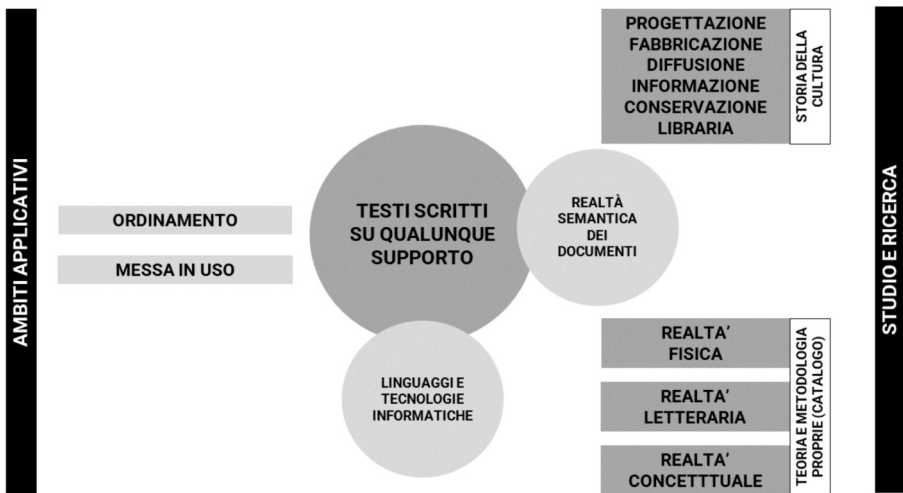 AMBITI APPLICATIVI
ORDINAMENTO
MESSA IN USO
TESTI SCRITTI
SU QUALUNQUE
SUPPORTO
REALTÀ
SEMANTICA
DEI
DOCUMENTI
LINGUAGGI E
TECNOLOGIE
INFORMATICHE
PROGETTAZIONE
FABBRICAZIONE
DIFFUSIONE
INFORMAZIONE
CONSERVAZIONE
LIBRARIA
STORIA DELLA
CULTURA
REALTA'
FISICA
REALTA'
LETTERARIA
REALTA'
CONCETTTUALE
TEORIA E METODOLOGIA
PROPRIE (CATALOGO)
STUDIO E RICERCA